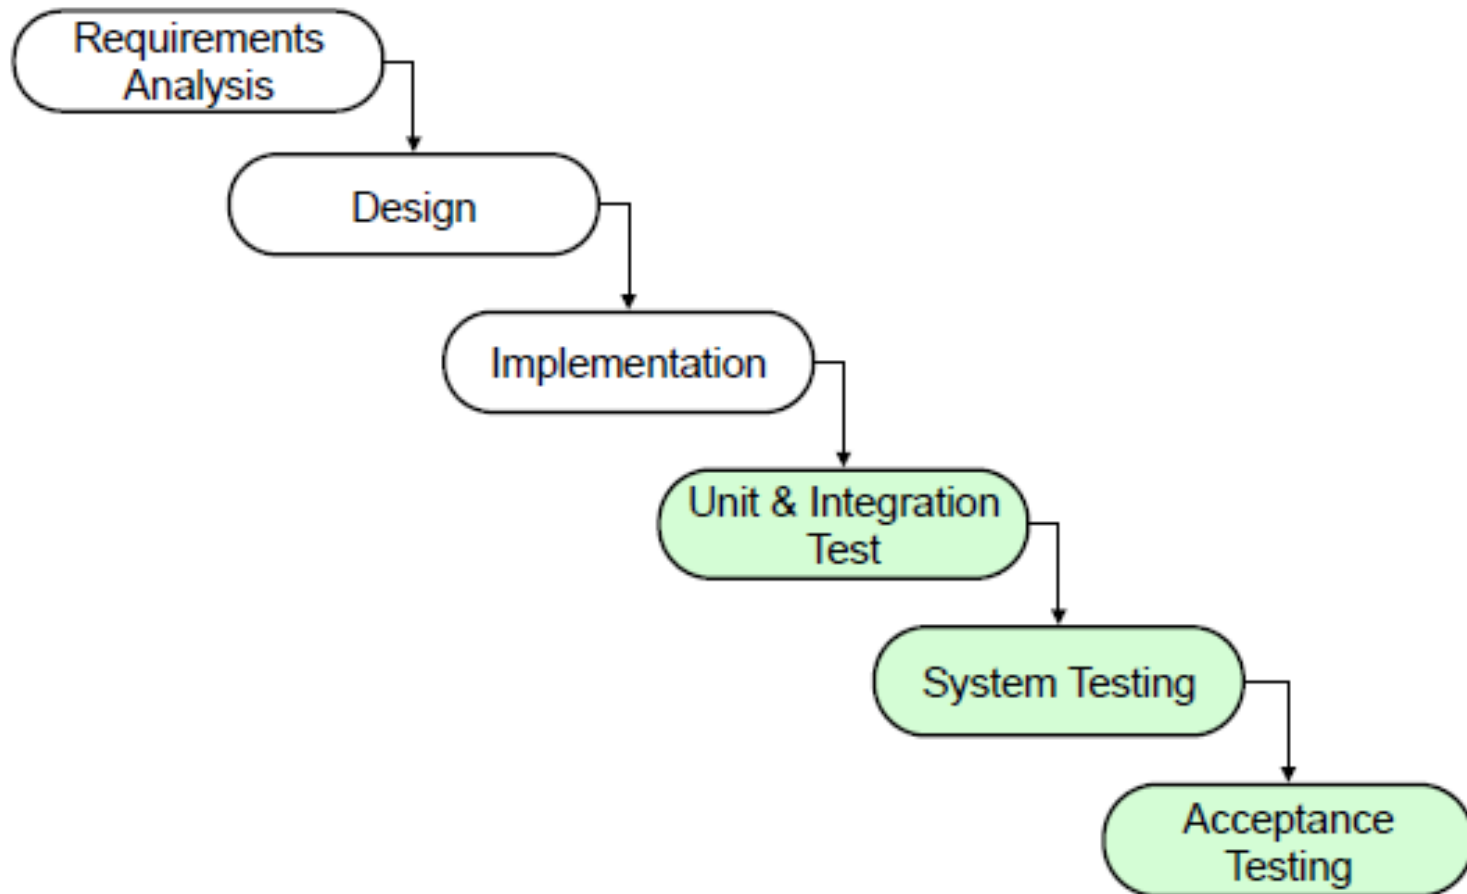 Requirements
Analysis
Design
Implementation
Unit & Integration
Test
System Testing
Acceptance
Testing